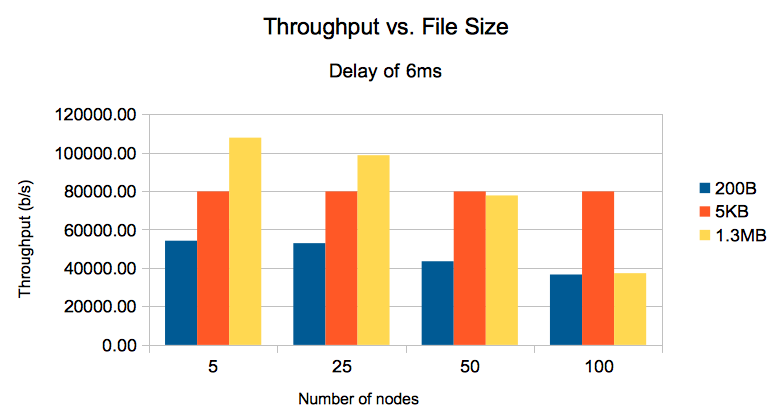 Throughput vs. File Size
Delay of 6ms
Throughput (b/s)
120000.00
100000.00
80000.00
60000.00
40000.00
20000.00
0.00
5 25 50 100
Number of nodes
200B
5KB
1.3MB